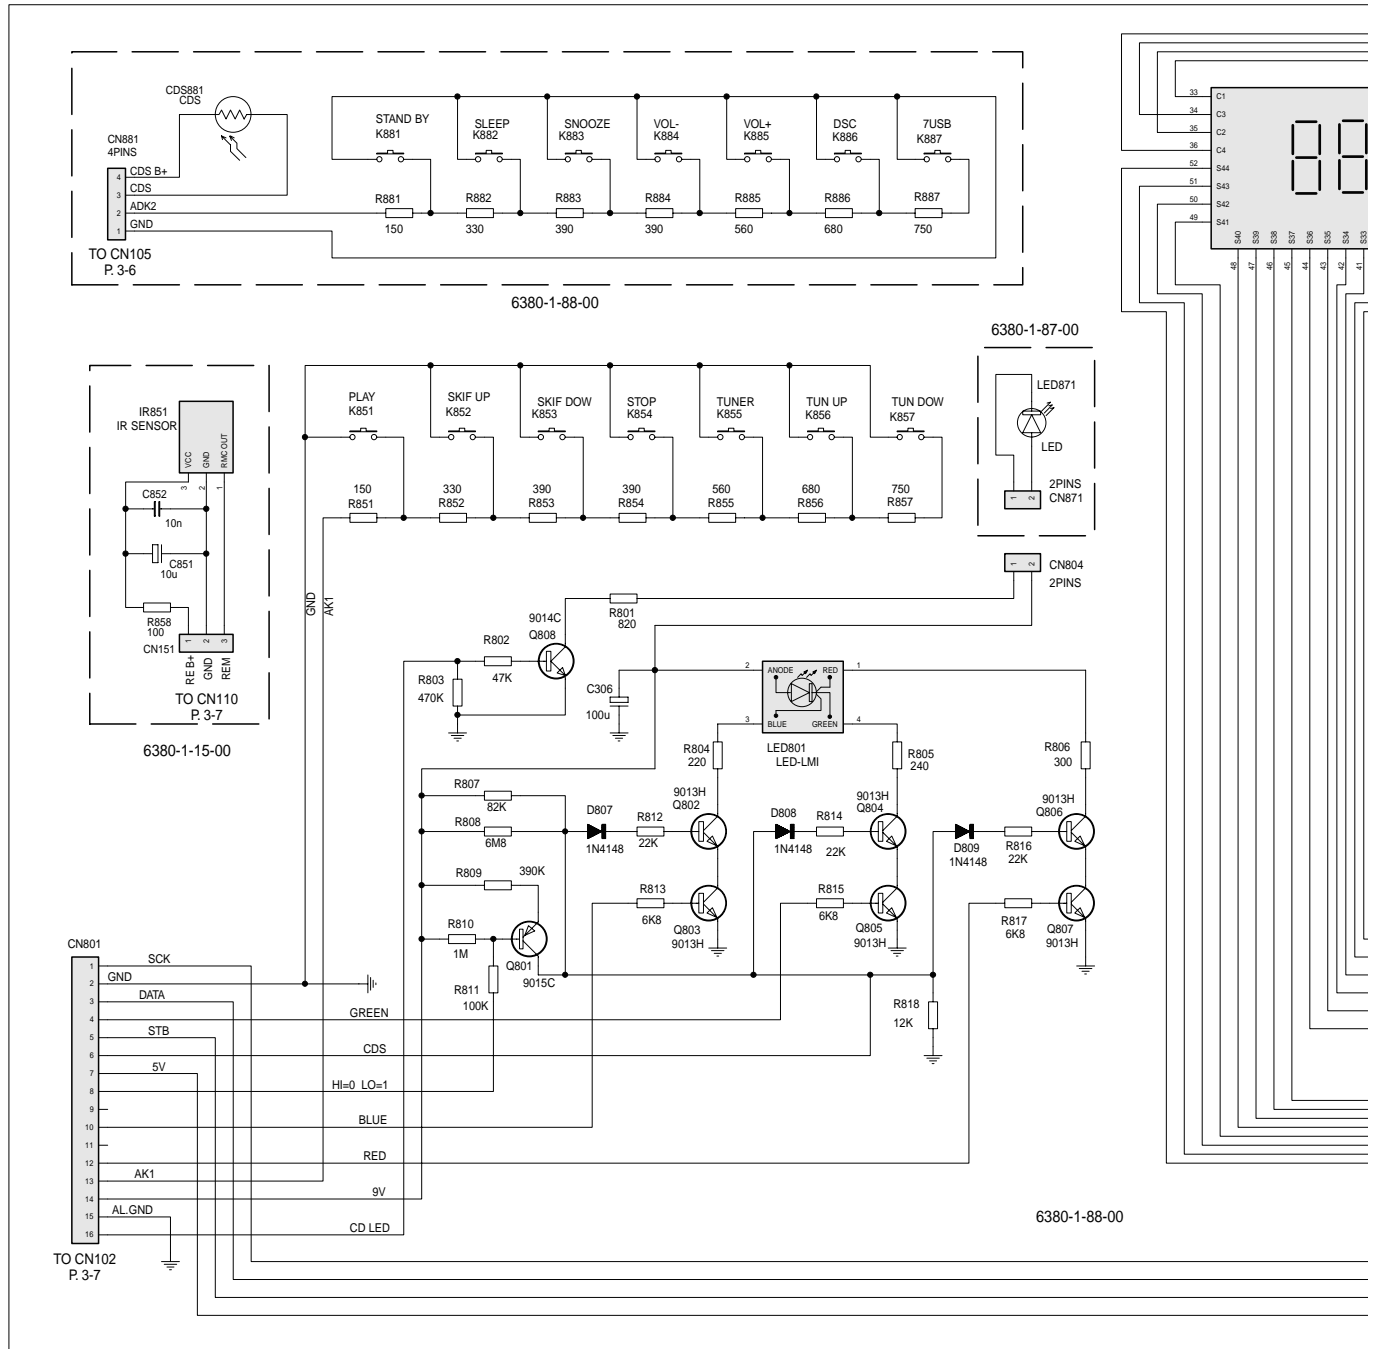 CDS881
CDS
CN881
4PINS
4 CDS B+
3 CDS
2 ADK2
1 GND
TO CN105
P. 3-6
STAND BY
K881
SLEEP
K882
SNOOZE
K883
VOL-
K884
VOL+
K885
DSC
K886
7USB
K887
R881
150
R882
330
R883
390
R884
390
R885
560
R886
680
R887
750
6380-1-88-00
33 C1
34 C3
35 C2
36 C4
52 S44
51 S43
50 S42
49 S41
S40 S39 S38 S37 S36 S35 S34 S33
48 47 46 45 44 43 42 41
6380-1-87-00
LED871
LED
1 2
2PINS
CN871
1 2
CN804
2PINS
IR851
IR SENSOR
VCC GND RMC OUT
3 2 1
C852
10n
C851
10u
R858
100
CN151
1 2 3
RE B+ GND REM
TO CN110
P. 3-7
6380-1-15-00
PLAY
K851
SKIF UP
K852
SKIF DOW
K853
STOP
K854
TUNER
K855
TUN UP
K856
TUN DOW
K857
150
R851
330
R852
390
R853
390
R854
560
R855
680
R856
750
R857
GND
AK1
R801
820
9014C
Q808
R802
47K
R803
470K
C306
100u
2 ANODE RED 1
3 BLUE GREEN 4
LED801
LED-LMI
R804
220
R805
240
R806
300
R807
82K
R808
6M8
R809
390K
R810
1M
Q801
9015C
R811
100K
D807
1N4148
R812
22K
9013H
Q802
D808
1N4148
R814
22K
9013H
Q804
D809
1N4148
R816
22K
9013H
Q806
R813
6K8
Q803
9013H
R815
6K8
Q805
9013H
R817
6K8
Q807
9013H
R818
12K
CN801
1 SCK
2 GND
3 DATA
4 GREEN
5 STB
6 CDS
7 5V
8 HI=0 LO=1
9
10 BLUE
11
12 RED
13 AK1
14 9V
15 AL.GND
16 CD LED
TO CN102
P. 3-7
6380-1-88-00